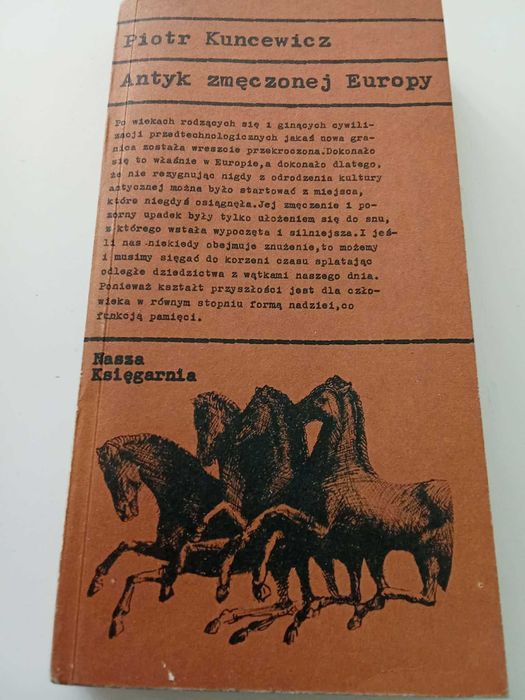 Piotr Kuncewicz
Antyk zmęczonej Europy
Po wiekach rodzących się i ginących cywili-
zacji przedtechnologicznych jakaś nowa gra-
nica została wreszcie przekroczona.Dokonało
się to właśnie w Europie,a dokonało dlatego,
że nie rezygnując nigdy z odrodzenia kultury
antycznej można było startować z miejsca,
które niegdyś osiągnęła.Jej zmęczenie i po-
zorny upadek były tylko ułożeniem się do snu,
z którego wstała wypoczęta i silniejsza.I jeś-
li nas niekiedy obejmuje znużenie,to możemy
i musimy sięgać do korzeni czasu splatając
odległe dziedzictwa z wątkami naszego dnia.
Ponieważ kształt przyszłości jest dla czło-
wieka w równym stopniu formą nadziei,co
funkcją pamięci.
Nasza
Księgarnia